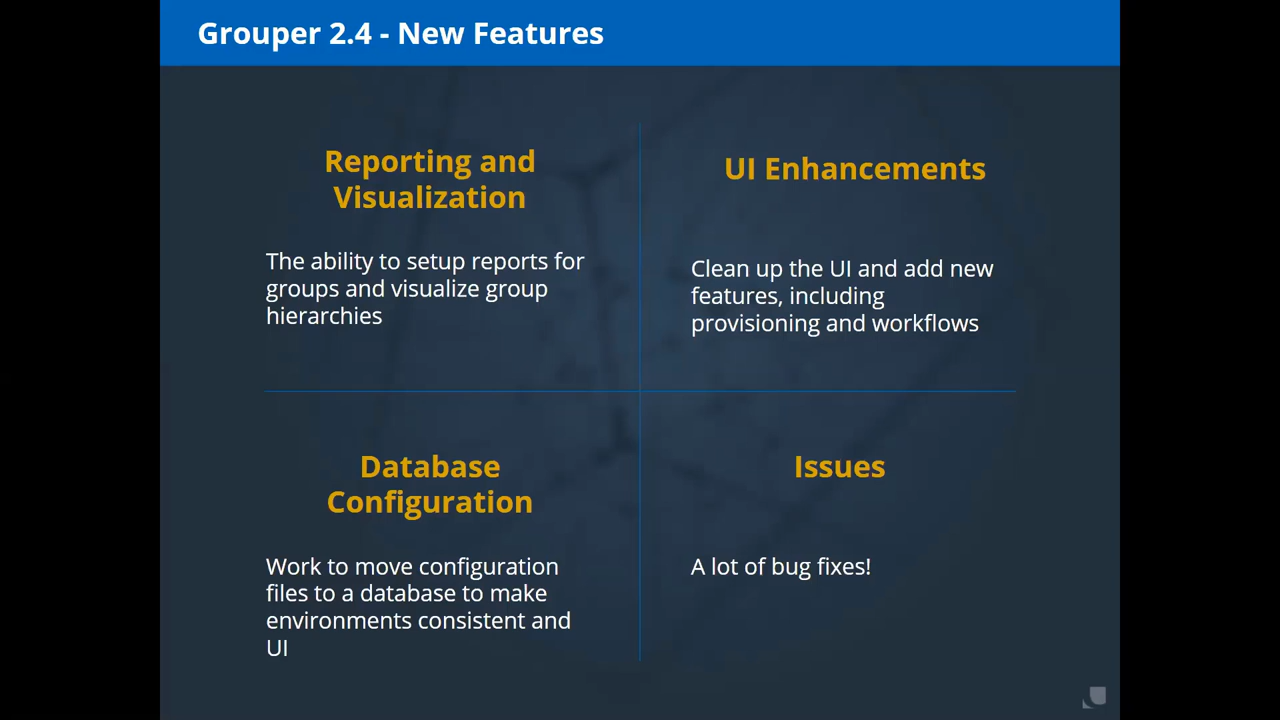 Grouper 2.4 - New Features
Reporting and
Visualization
The ability to setup reports for
groups and visualize group
hierarchies
UI Enhancements
Clean up the UI and add new
features, including
provisioning and workflows
Database
Configuration
Work to move configuration
files to a database to make
environments consistent and
UI
Issues
A lot of bug fixes!